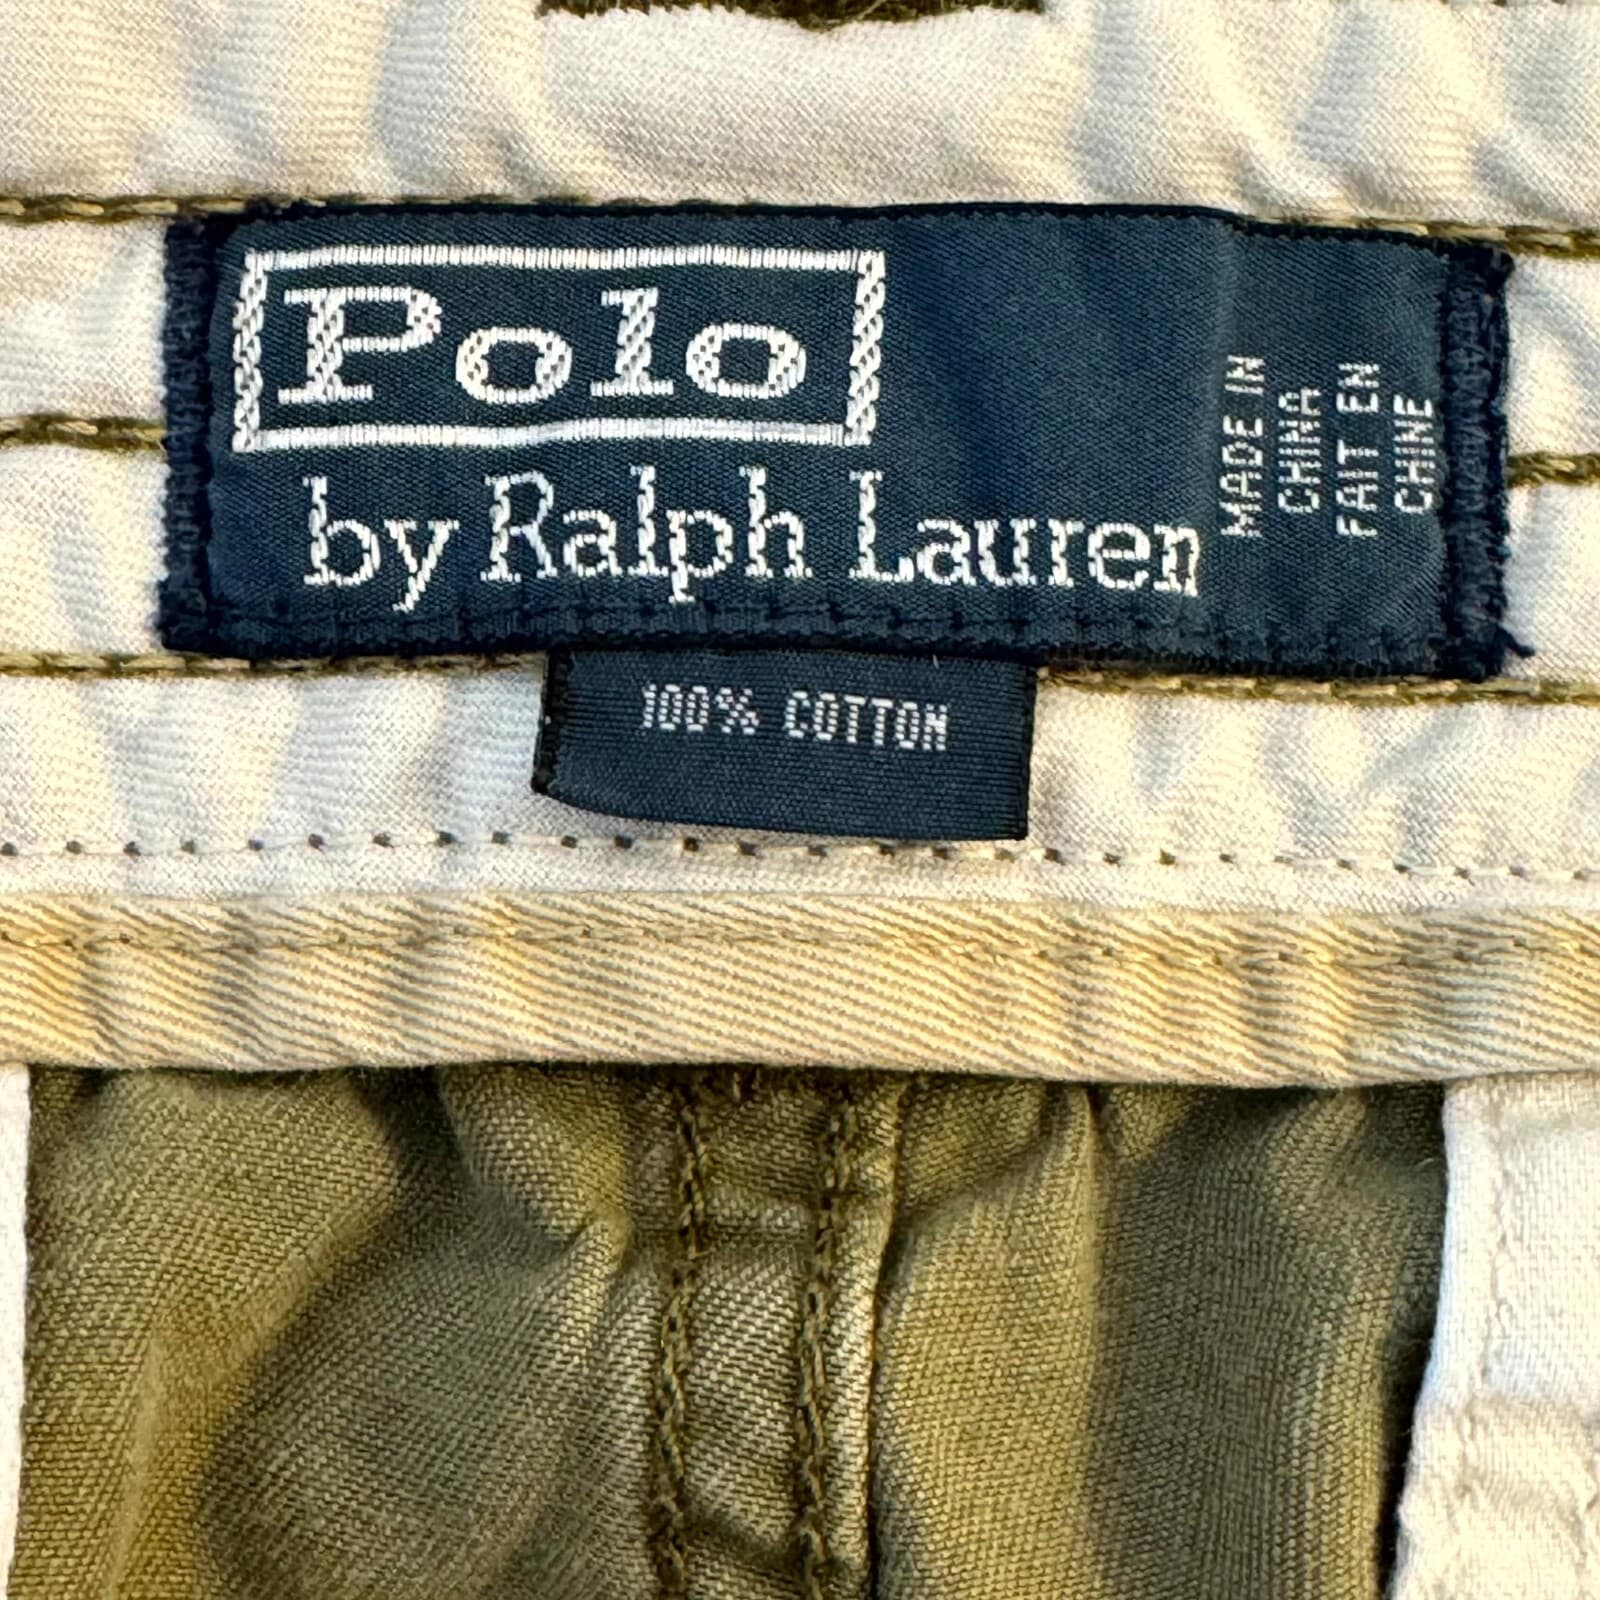 Polo
by Ralph Lauren
MADE IN
CHINA
FAIT EN
CHINE
100% COTTON